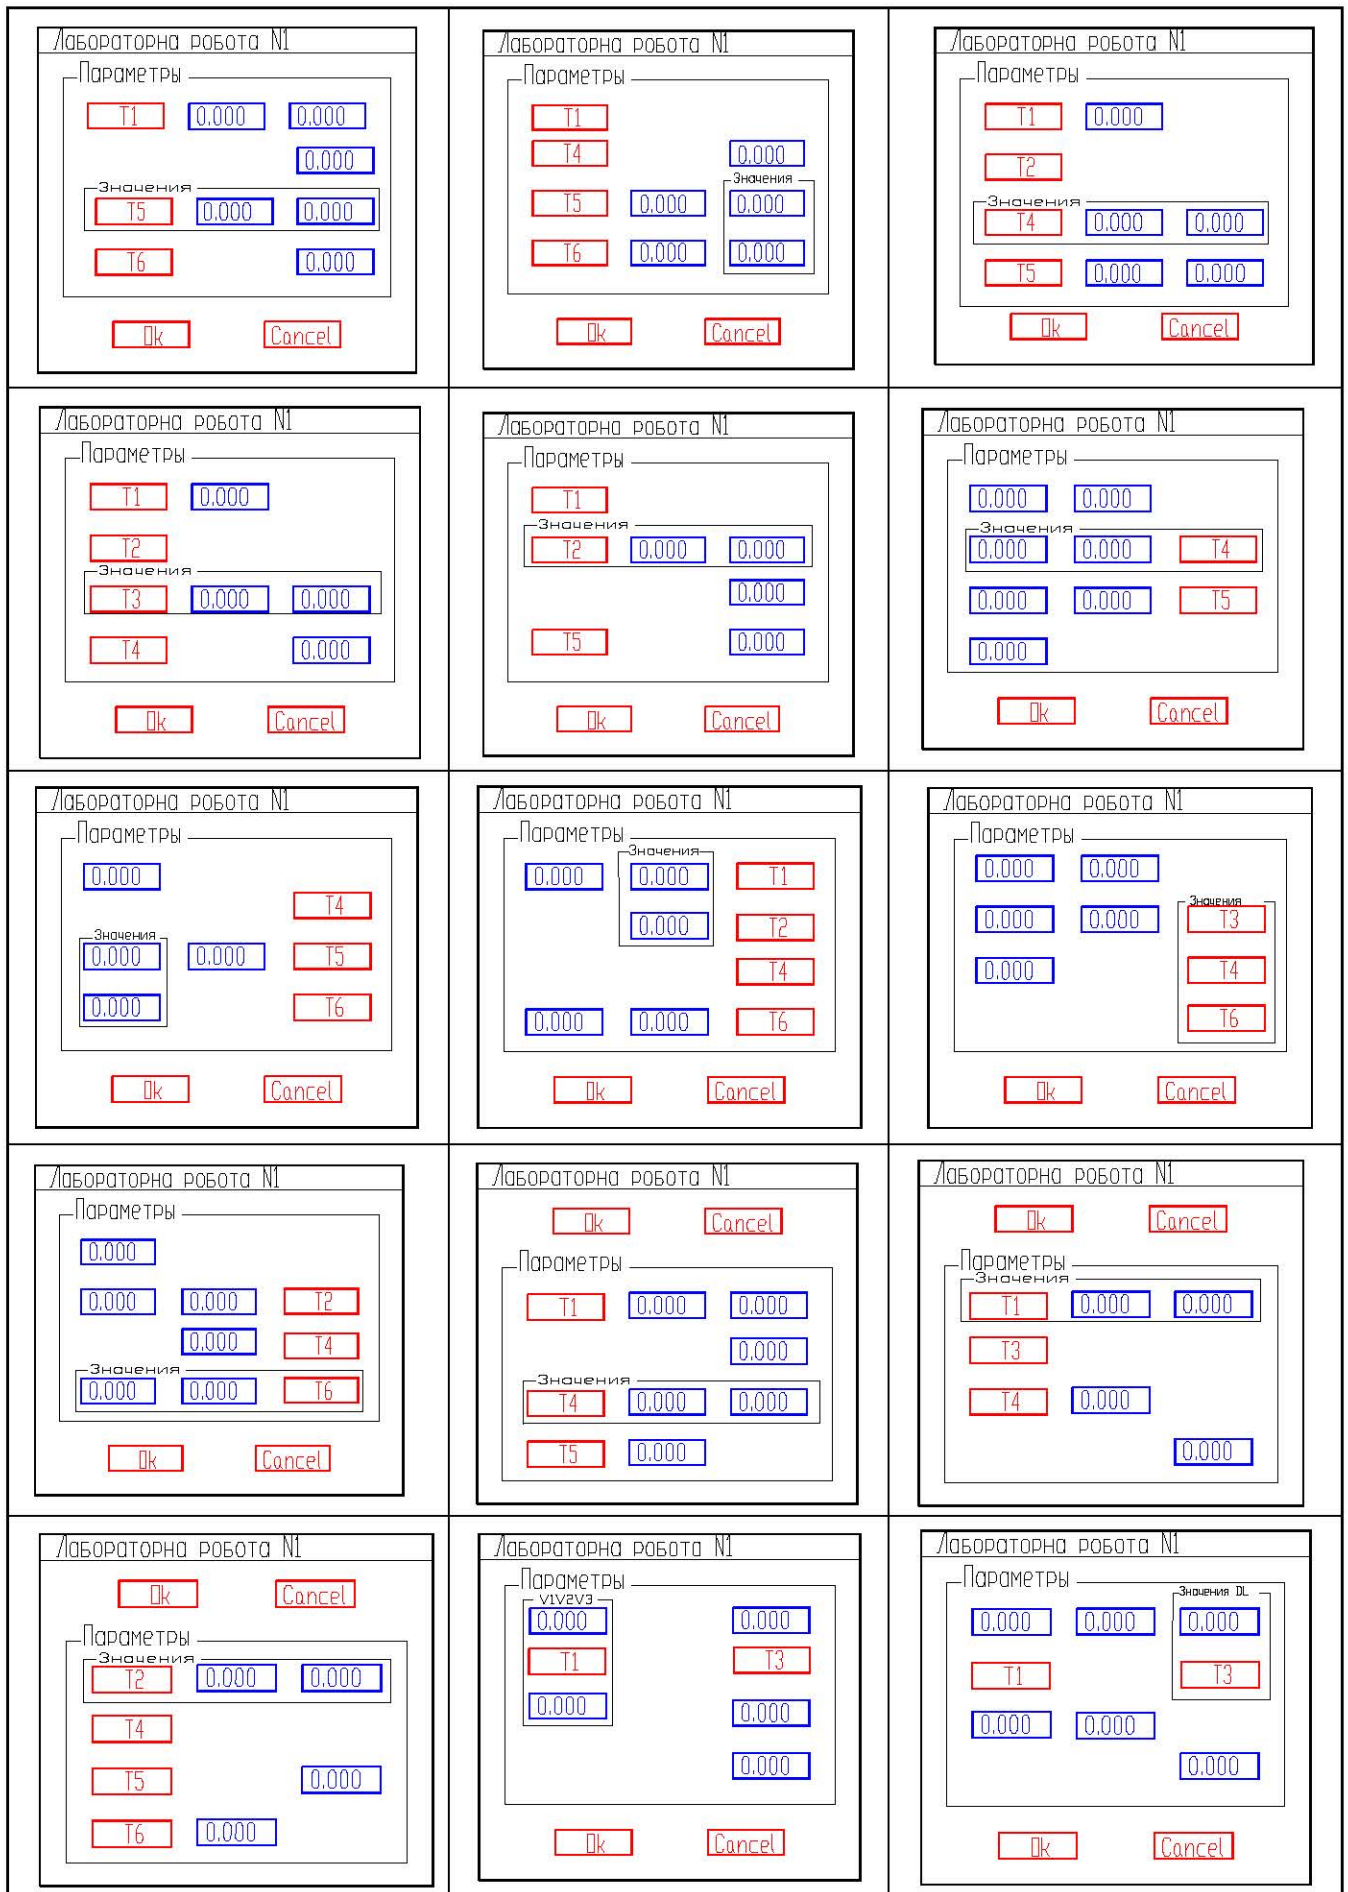 Лабораторна робота N1
Параметры
T1 0.000 0.000
0.000
Значения
T5 0.000 0.000
T6 0.000
Ok Cancel
Лабораторна робота N1
Параметры
T1
T4 0.000
Значения
T5 0.000 0.000
T6 0.000 0.000
Ok Cancel
Лабораторна робота N1
Параметры
T1 0.000
T2
Значения
T4 0.000 0.000
T5 0.000 0.000
Ok Cancel
Лабораторна робота N1
Параметры
T1 0.000
T2
Значения
T3 0.000 0.000
T4 0.000
Ok Cancel
Лабораторна робота N1
Параметры
T1
Значения
T2 0.000 0.000
0.000
T5 0.000
Ok Cancel
Лабораторна робота N1
Параметры
0.000 0.000
Значения
0.000 0.000 T4
0.000 0.000 T5
0.000
Ok Cancel
Лабораторна робота N1
Параметры
0.000
T4
Значения
0.000 0.000 T5
0.000 T6
Ok Cancel
Лабораторна робота N1
Параметры
Значения
0.000 0.000 T1
0.000 T2
T4
0.000 0.000 T6
Ok Cancel
Лабораторна работа N1
Параметры
0.000 0.000
Значения
0.000 0.000 T3
0.000 T4
T6
Ok Cancel
Лабораторна робота N1
Параметры
0.000
0.000 0.000 T2
0.000 T4
Значения
0.000 0.000 T6
Ok Cancel
Лабораторна робота N1
Ok Cancel
Параметры
T1 0.000 0.000
0.000
Значения
T4 0.000 0.000
T5 0.000
Лабораторна робота N1
Ok Cancel
Параметры
Значения
T1 0.000 0.000
T3
T4 0.000
0.000
Лабораторна робота N1
Ok Cancel
Параметры
Значения
T2 0.000 0.000
T4
T5 0.000
T6 0.000
Лабораторна робота N1
Параметры
V1V2V3
0.000 0.000
T1 T3
0.000 0.000
0.000
Ok Cancel
Лабораторна робота N1
Параметры
Значения DL
0.000 0.000 0.000
T1 T3
0.000 0.000
0.000
Ok Cancel